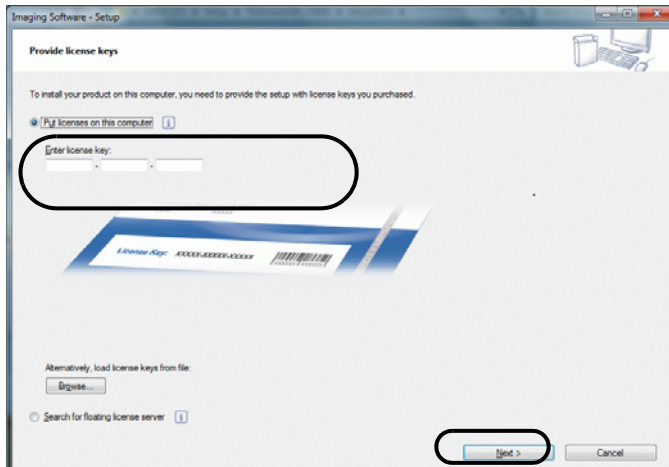 Imaging Software - Setup
Provide license keys
To install your product on this computer, you need to provide the setup with license keys you purchased.
Put licenses on this computer
Enter license key:
- -
License Key: XXXXX-XXXXX-XXXXX
Alternatively, load license keys from file:
Browse...
Search for floating license server
Next > Cancel